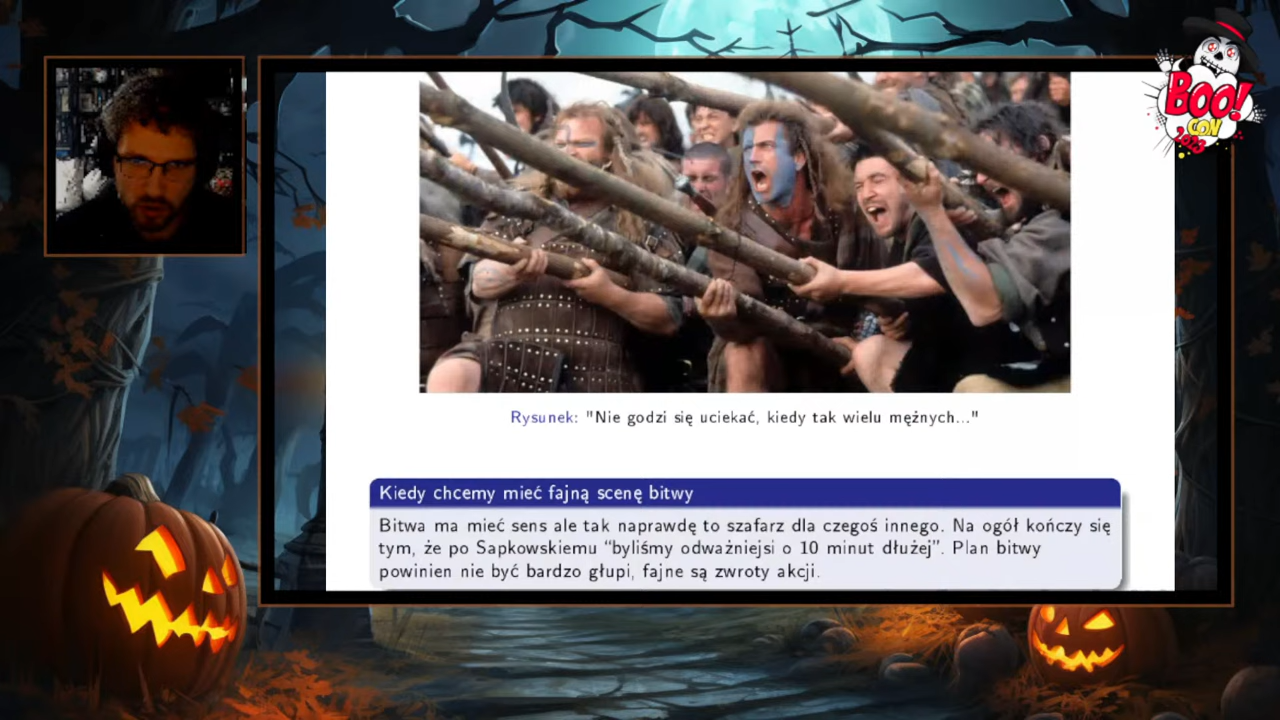 BOO!
CON
2023
Rysunek: "Nie godzi się uciekać, kiedy tak wielu mężnych..."
Kiedy chcemy mieć fajną scenę bitwy
Bitwa ma mieć sens ale tak naprawdę to szafarz dla czegoś innego. Na ogół kończy się
tym, że po Sapkowskiemu “byliśmy odważniejsi o 10 minut dłużej”. Plan bitwy
powinien nie być bardzo głupi, fajne są zwroty akcji.